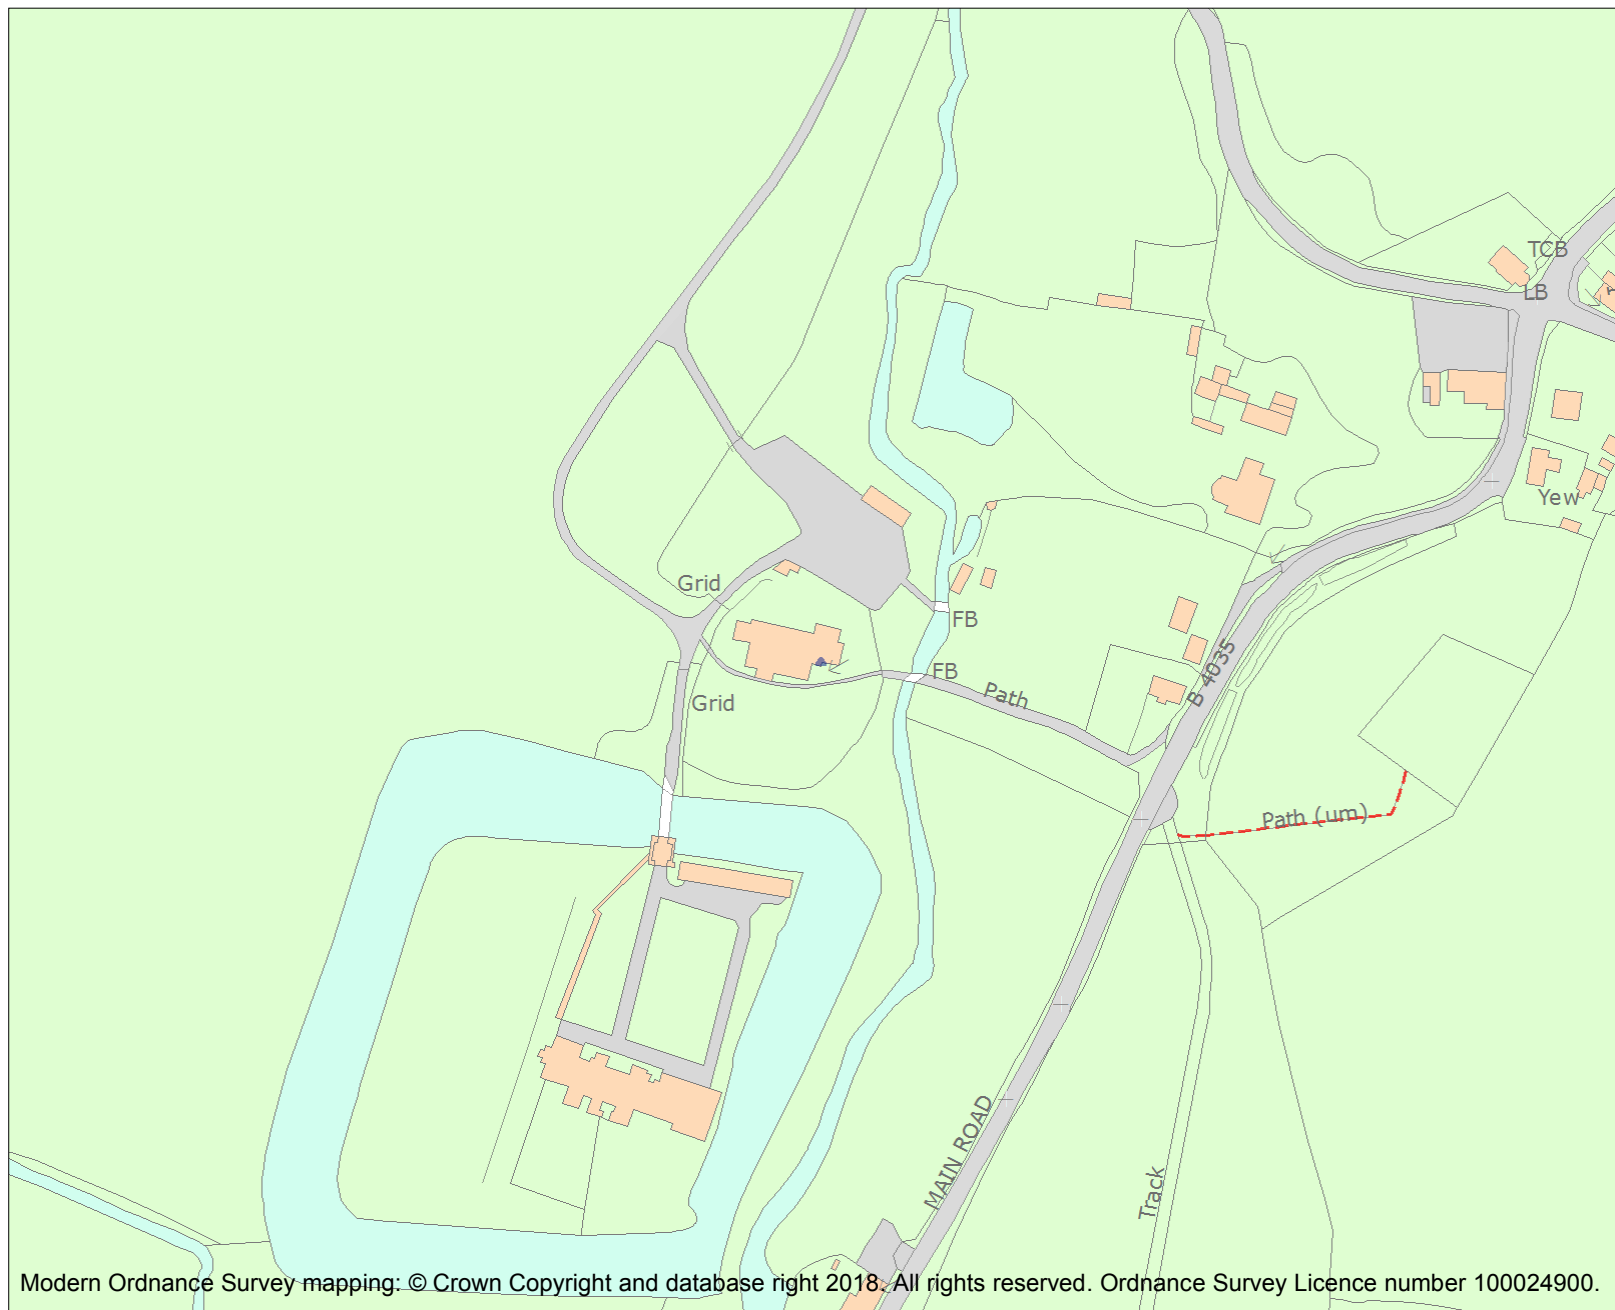 TCB
LB
Yew
Grid
FB
B 4035
FB
Path
Grid
Path (um)
MAIN ROAD
Track
Modern Ordnance Survey mapping: © Crown Copyright and database right 2018. All rights reserved. Ordnance Survey Licence number 100024900.